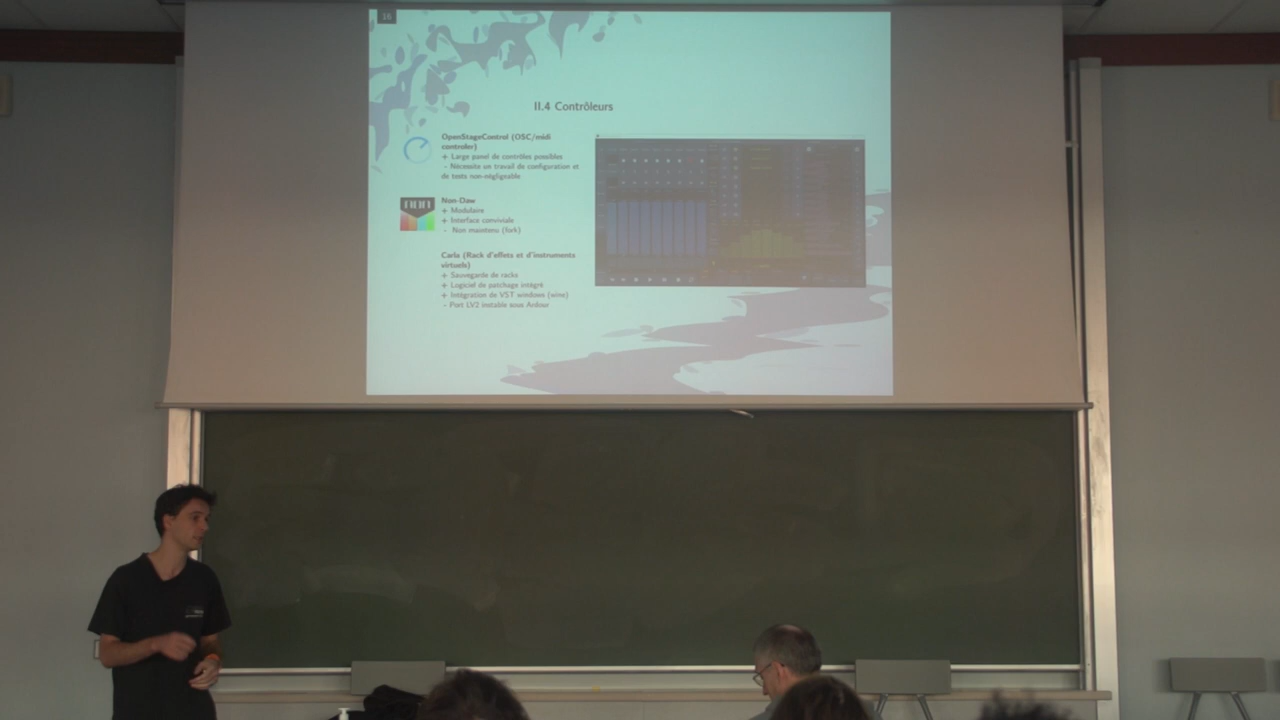 16
II.4 Contrôleurs
OpenStageControl (OSC/midi
controler)
+ Large panel de contrôles possibles
- Nécessite un travail de configuration et
de tests non-négligeable
Non-Daw
+ Modulaire
+ Interface conviviale
- Non maintenu (fork)
Carla (Rack d'effets et d'instruments
virtuels)
+ Sauvegarde de racks
+ Logiciel de patchage intégré
+ Intégration de VST windows (wine)
- Port LV2 instable sous Ardour